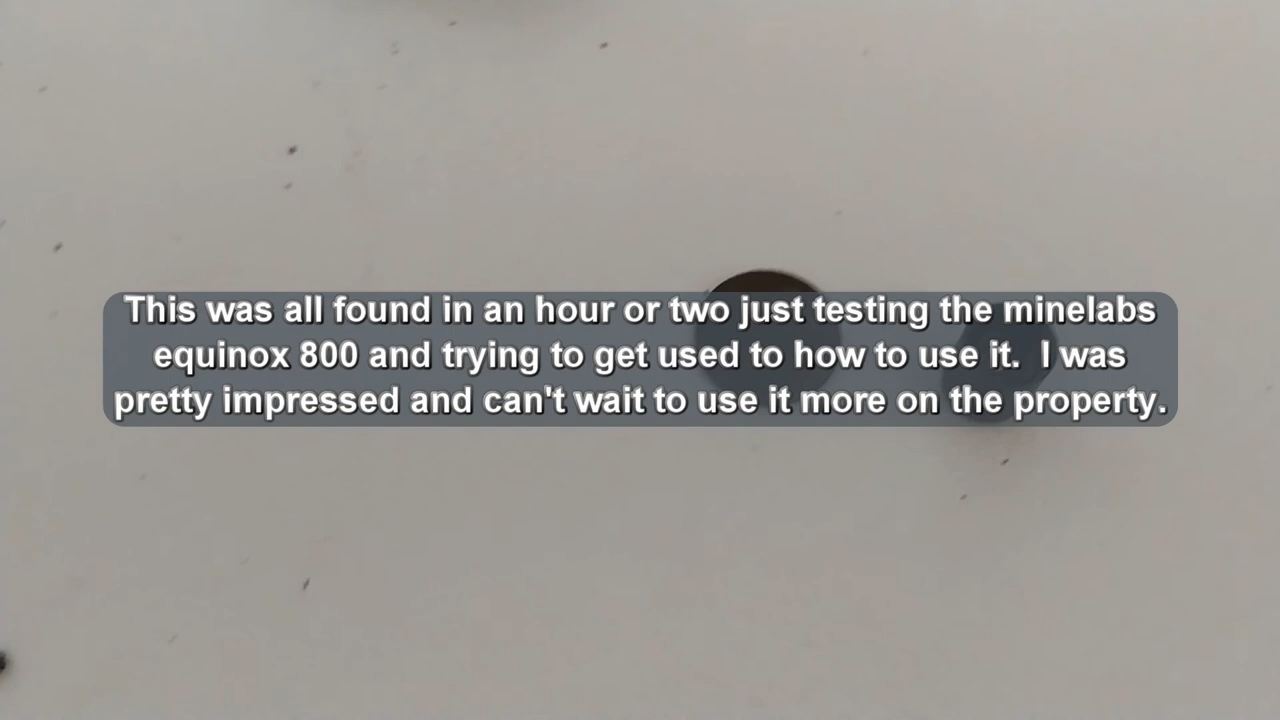 This was all found in an hour or two just testing the minelabs
equinox 800 and trying to get used to how to use it.  I was
pretty impressed and can't wait to use it more on the property.